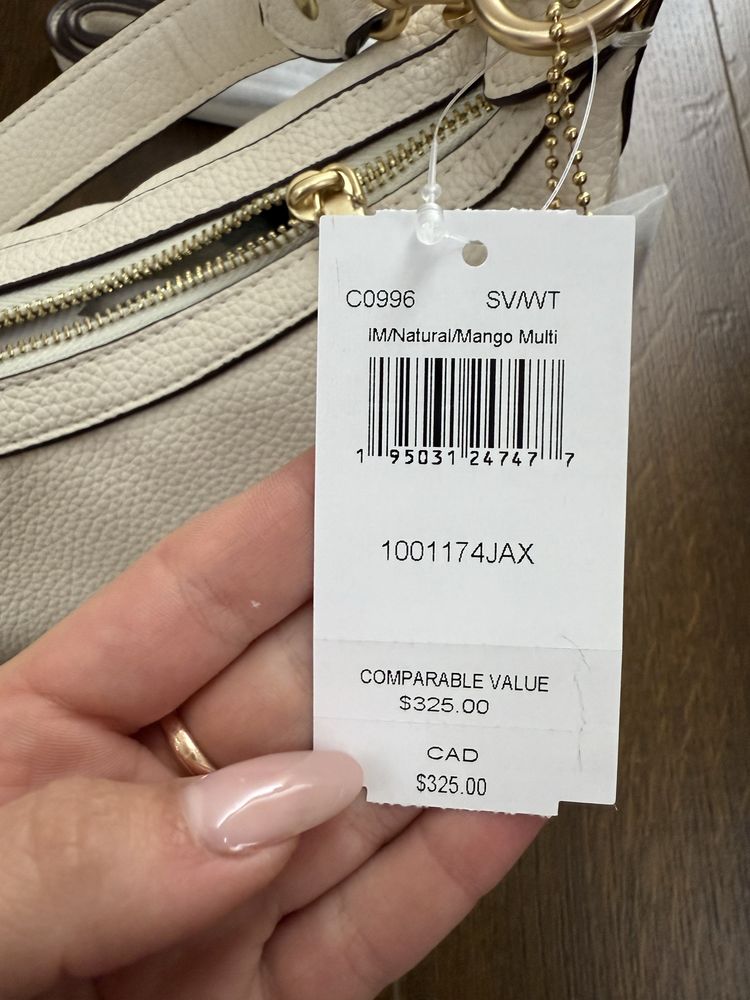 C0996 SV/WT
IM/Natural/Mango Multi
1 95031 24747 7
1001174JAX
COMPARABLE VALUE
$325.00
CAD
$325.00